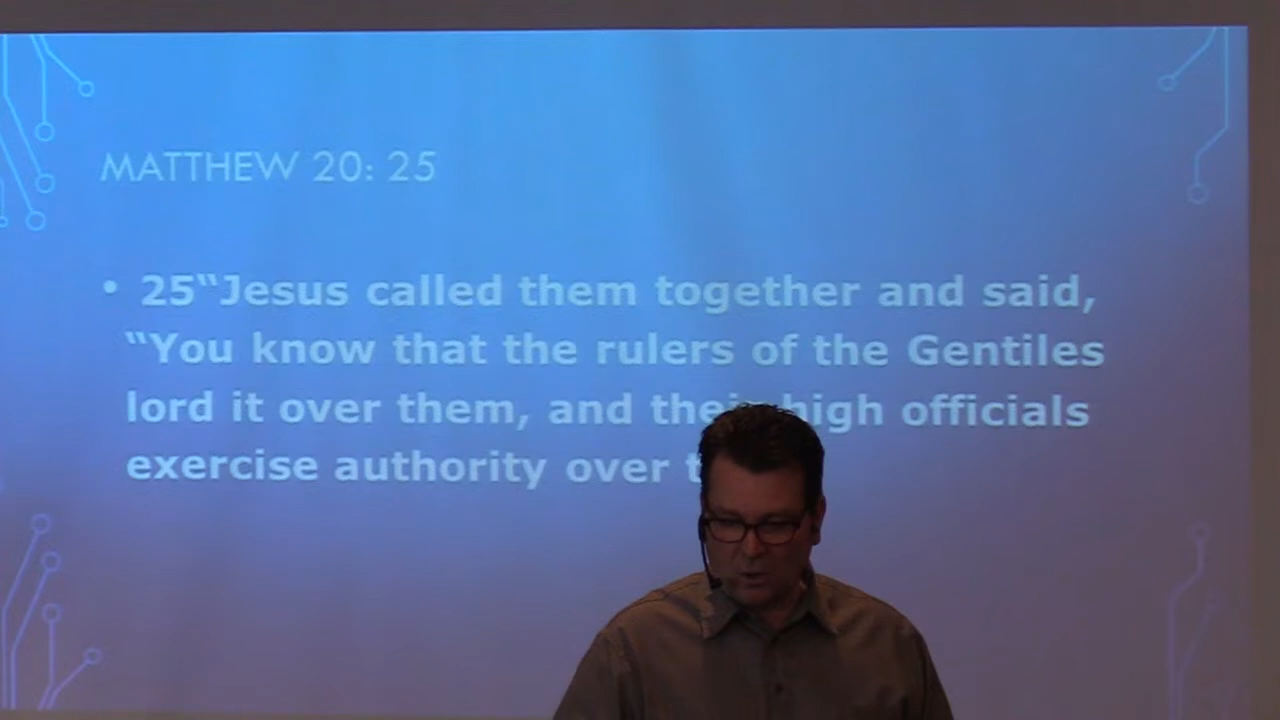 MATTHEW 20: 25
• 25“Jesus called them together and said,
“You know that the rulers of the Gentiles
lord it over them, and their high officials
exercise authority over